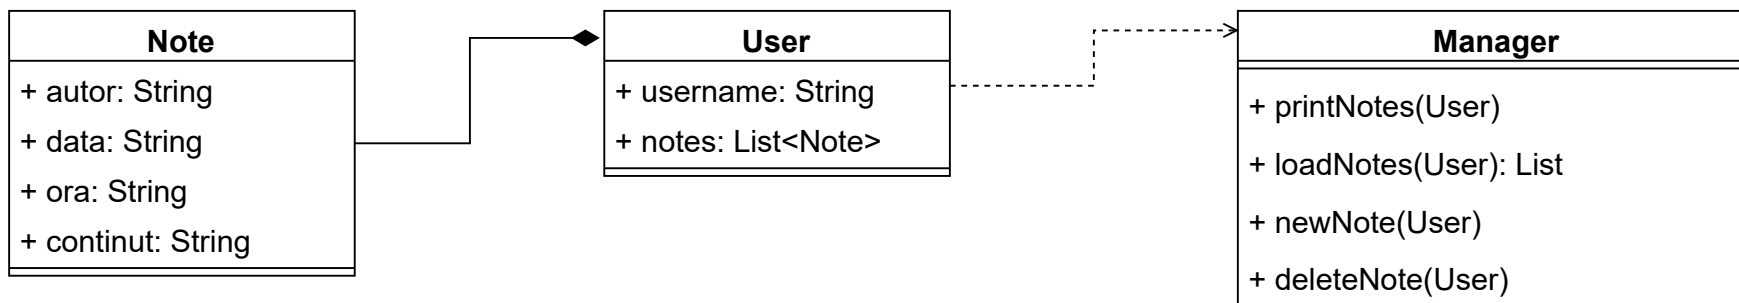 Note
+ autor: String
+ data: String
+ ora: String
+ continut: String
User
+ username: String
+ notes: List<Note>
Manager
+ printNotes(User)
+ loadNotes(User): List
+ newNote(User)
+ deleteNote(User)